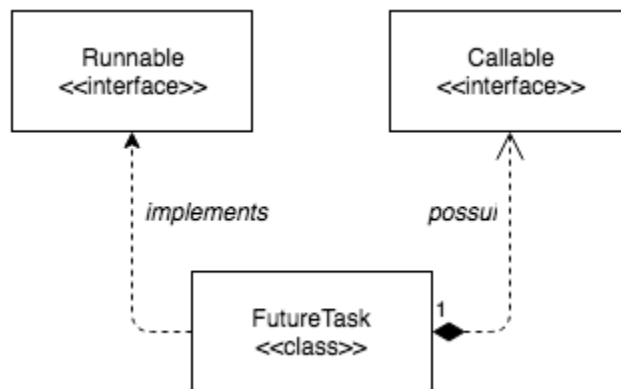 Runnable
<<interface>>
Callable
<<interface>>
implements
possui
FutureTask
<<class>>
1